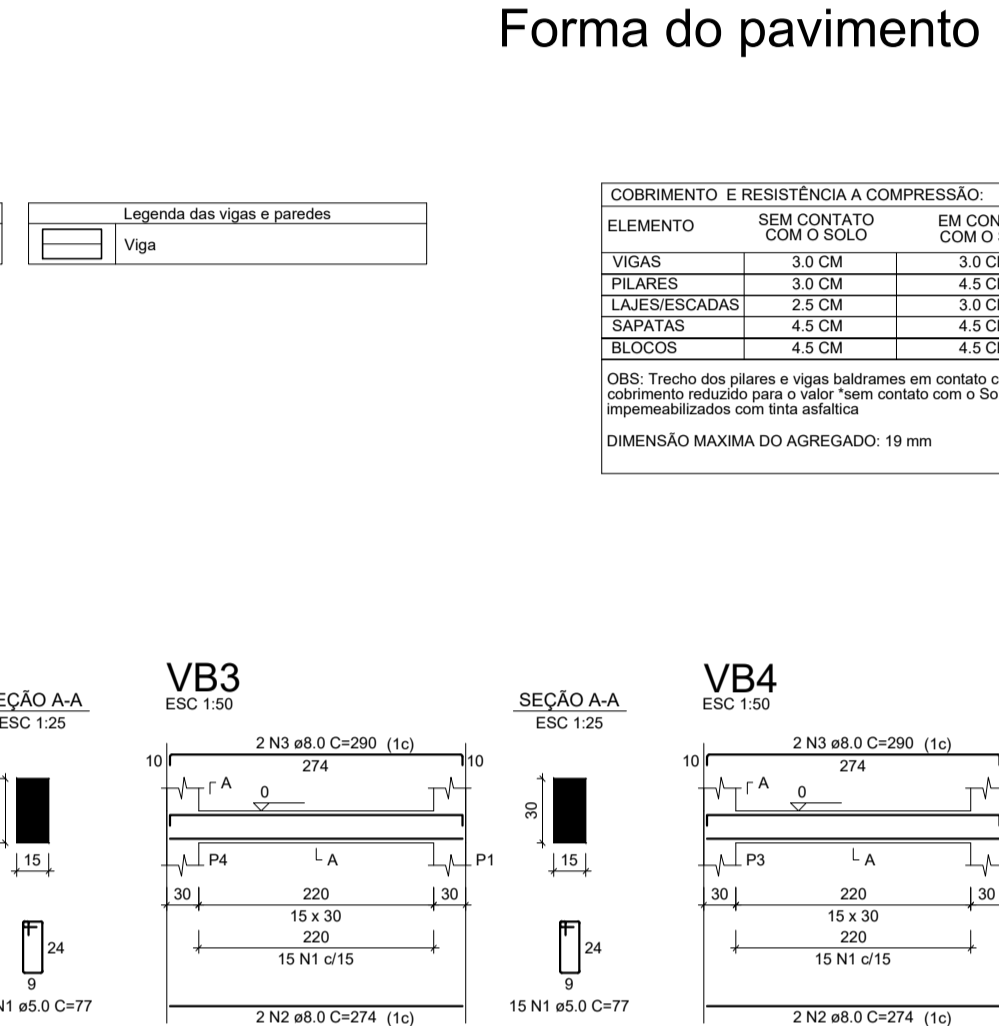 Forma do pavimento
Legenda das vigas e paredes
Viga
COBRIMENTO E RESISTÊNCIA A COMPRESSÃO:
ELEMENTO SEM CONTATO COM O SOLO EM CON COM O
VIGAS 3.0 CM 3.0 C
PILARES 3.0 CM 4.5 C
LAJES/ESCADAS 2.5 CM 3.0 C
SAPATAS 4.5 CM 4.5 C
BLOCOS 4.5 CM 4.5 C
OBS: Trecho dos pilares e vigas baldrames em contato c
cobrimento reduzido para o valor *sem contato com o So
impemeabilizados com tinta asfaltica
DIMENSÃO MAXIMA DO AGREGADO: 19 mm
EÇÃO A-A
ESC 1:25
15
24
9
N1 ø5.0 C=77
VB3
ESC 1:50
2 N3 ø8.0 C=290 (1c)
10 274 10
A
0
P4 A P1
30 220 30
15 x 30
220
15 N1 c/15
2 N2 ø8.0 C=274 (1c)
SEÇÃO A-A
ESC 1:25
30
15
24
9
15 N1 ø5.0 C=77
VB4
ESC 1:50
2 N3 ø8.0 C=290 (1c)
10 274
A
0
P3 A
30 220 30
15 x 30
220
15 N1 c/15
2 N2 ø8.0 C=274 (1c)